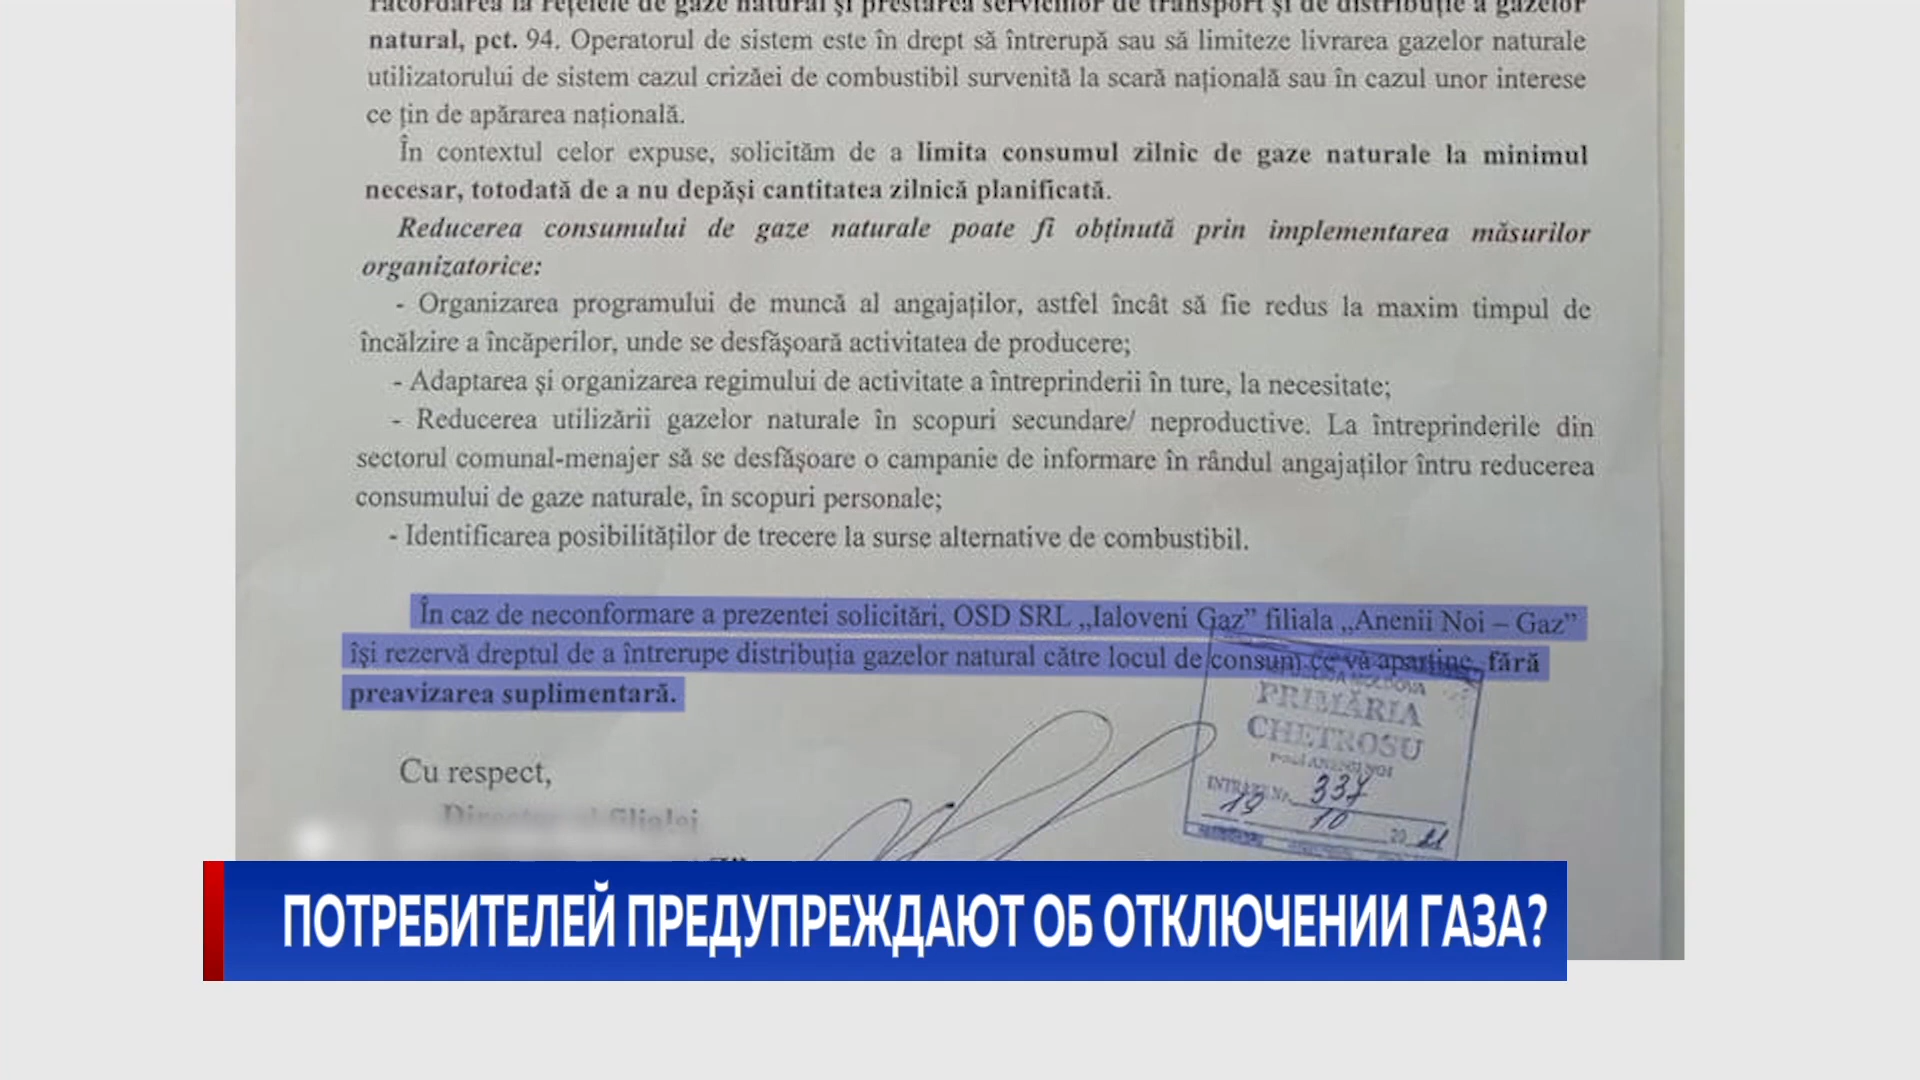 racordarea la rețelele de gaze natural și prestarea serviciilor de transport și de distribuție a gazelor
natural, pct. 94. Operatorul de sistem este în drept să întrerupă sau să limiteze livrarea gazelor naturale
utilizatorului de sistem cazul crizăei de combustibil survenită la scară națională sau în cazul unor interese
ce țin de apărarea națională.
În contextul celor expuse, solicităm de a limita consumul zilnic de gaze naturale la minimul
necesar, totodată de a nu depăși cantitatea zilnică planificată.
Reducerea consumului de gaze naturale poate fi obținută prin implementarea măsurilor
organizatorice:
- Organizarea programului de muncă al angajaților, astfel încât să fie redus la maxim timpul de
încălzire a încăperilor, unde se desfășoară activitatea de producere;
- Adaptarea și organizarea regimului de activitate a întreprinderii în ture, la necesitate;
- Reducerea utilizării gazelor naturale în scopuri secundare/ neproductive. La întreprinderile din
sectorul comunal-menajer să se desfășoare o campanie de informare în rândul angajaților întru reducerea
consumului de gaze naturale, în scopuri personale;
- Identificarea posibilităților de trecere la surse alternative de combustibil.
În caz de neconformare a prezentei solicitări, OSD SRL „Ialoveni Gaz” filiala „Anenii Noi – Gaz”
își rezervă dreptul de a întrerupe distribuția gazelor natural către locul de consum ce vă aparține, fără
preavizarea suplimentară.
MOLDOVA
PRIMĂRIA
CHETROSU
ANENII NOI
INTRARE Nr. 337
19 10 20 21
Cu respect,
Director al filialei
ПОТРЕБИТЕЛЕЙ ПРЕДУПРЕЖДАЮТ ОБ ОТКЛЮЧЕНИИ ГАЗА?